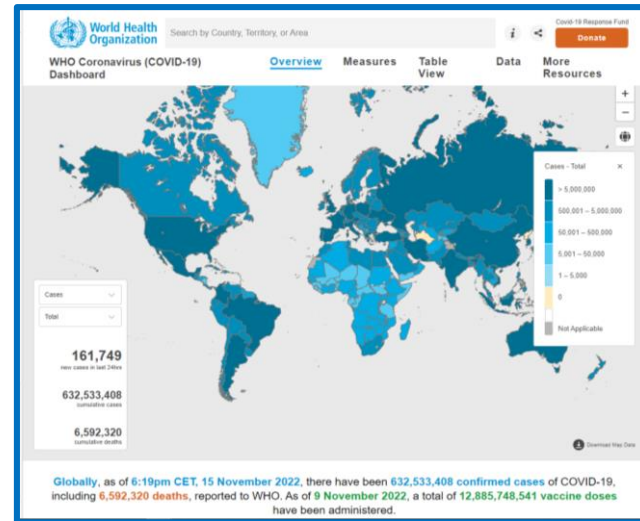 World Health
Organization
Search by Country, Territory, or Area
i
Covid-19 Response Fund
Donate
WHO Coronavirus (COVID-19)
Dashboard
Overview
Measures
Table
View
Data
More
Resources
+
−
Cases - Total ×
> 5,000,000
500,001 – 5,000,000
50,001 – 500,000
5,001 – 50,000
1 – 5,000
0
Not Applicable
Cases
Total
161,749
new cases in last 24hrs
632,533,408
cumulative cases
6,592,320
cumulative deaths
Download Map Data
Globally, as of 6:19pm CET, 15 November 2022, there have been 632,533,408 confirmed cases of COVID-19,
including 6,592,320 deaths, reported to WHO. As of 9 November 2022, a total of 12,885,748,541 vaccine doses
have been administered.